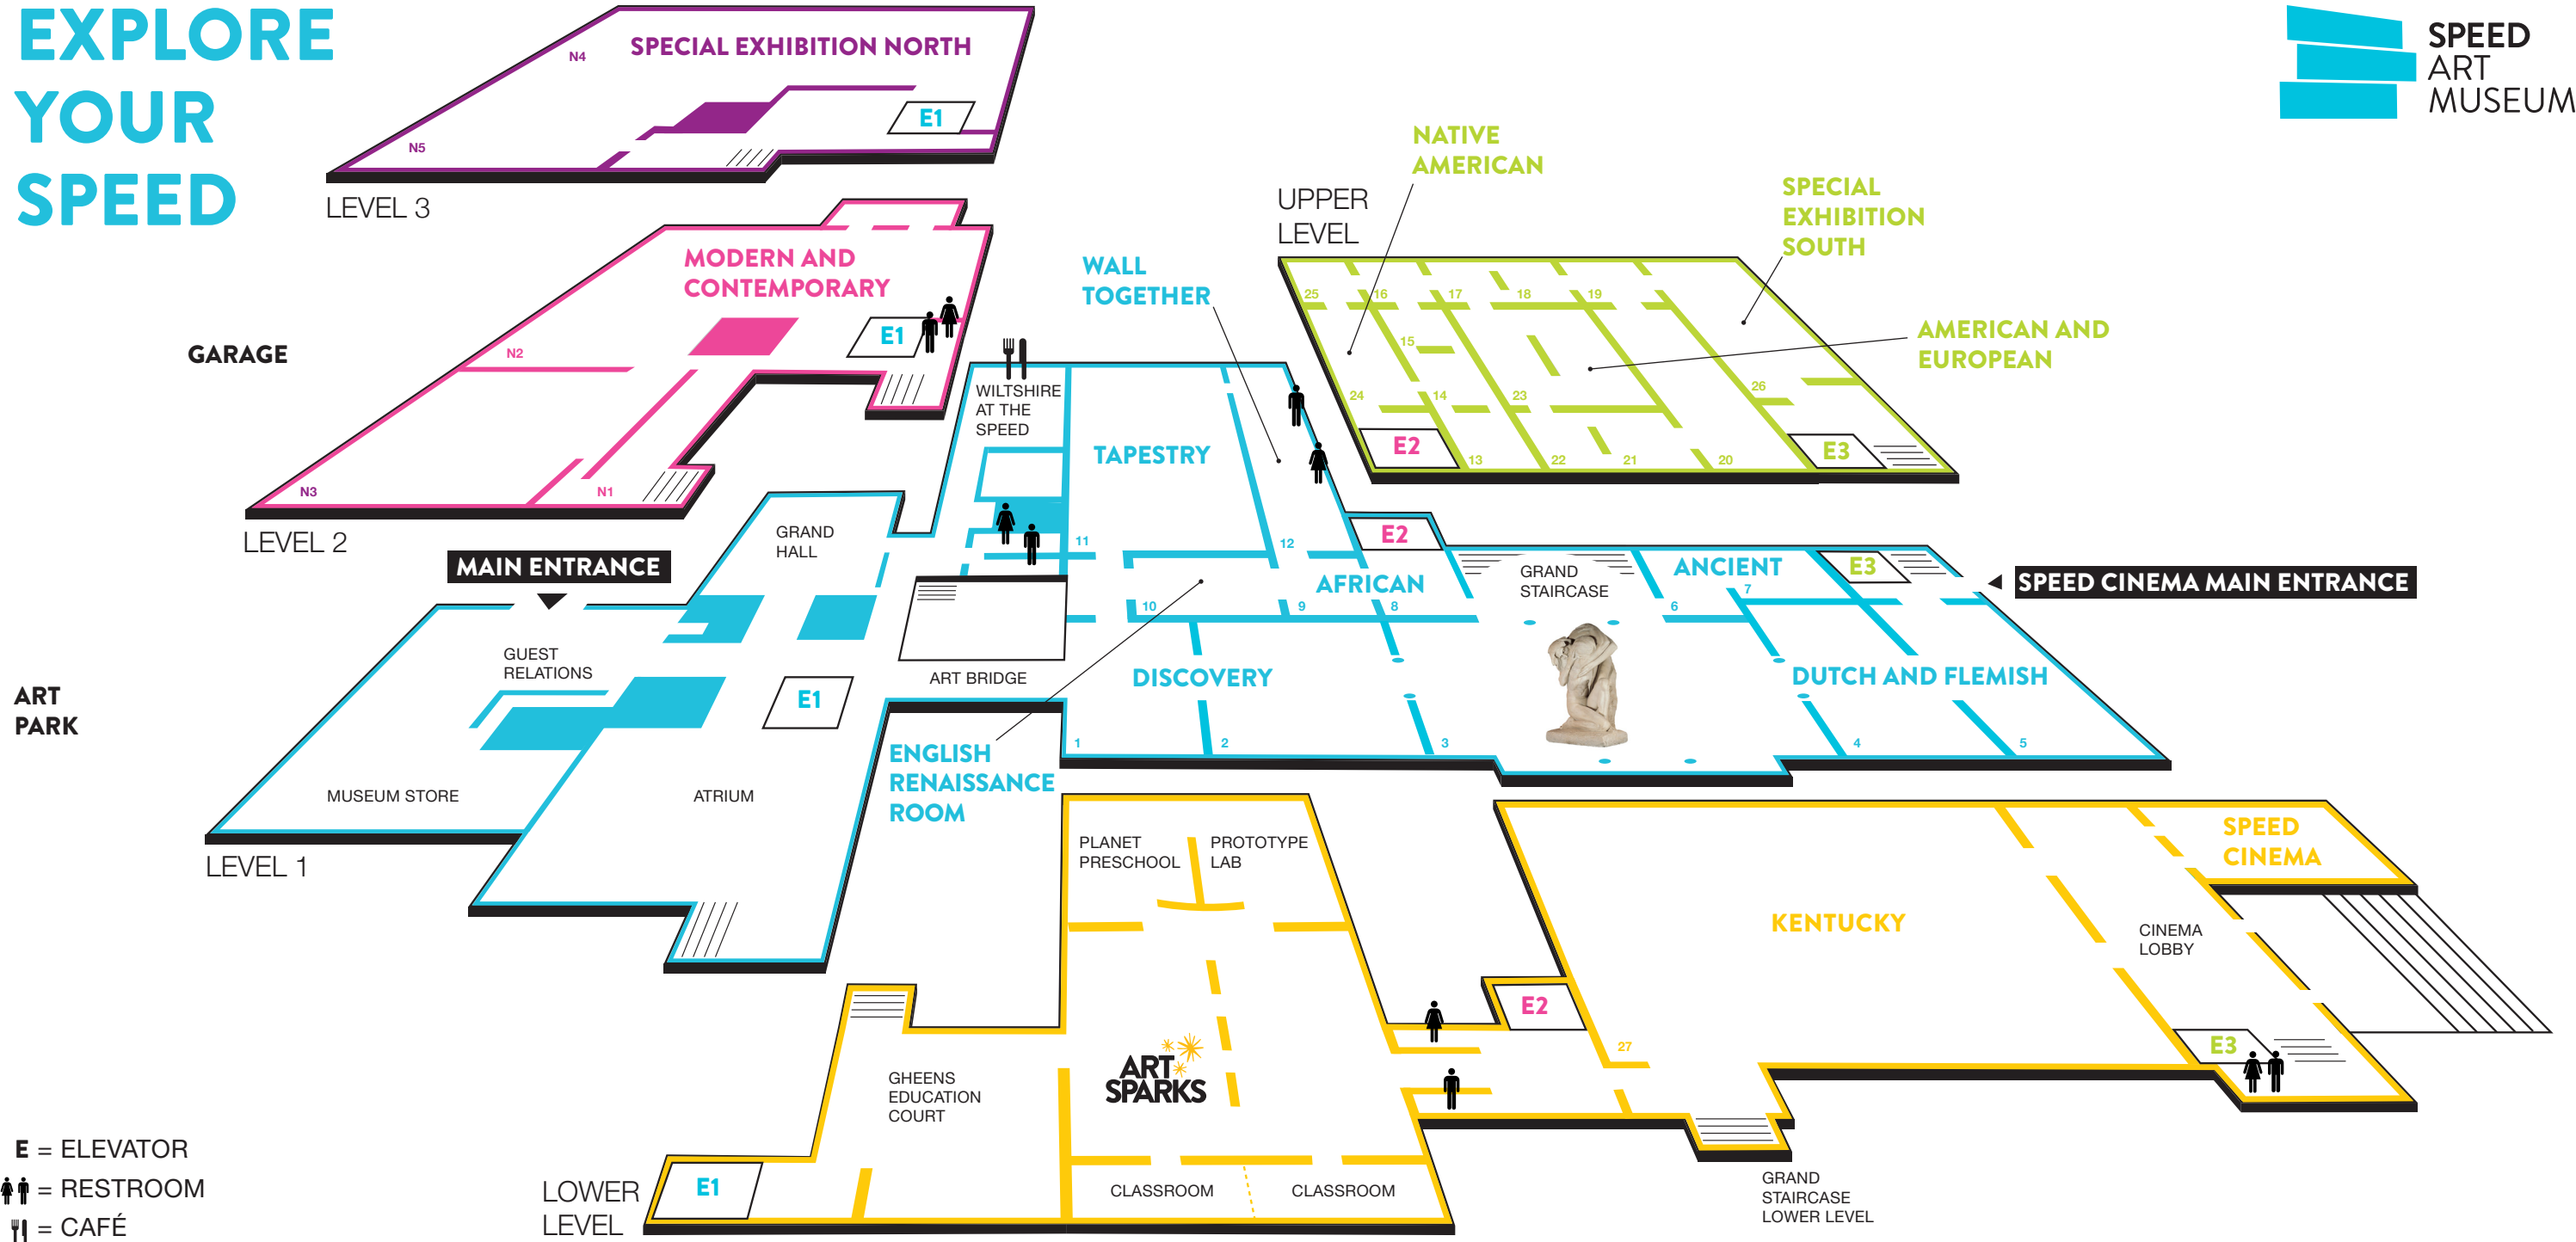 EXPLORE
YOUR
SPEED
SPEED
ART
MUSEUM
SPECIAL EXHIBITION NORTH
N4
N5
E1
LEVEL 3
MODERN AND
CONTEMPORARY
E1
N2
N3
N1
LEVEL 2
GARAGE
UPPER
LEVEL
NATIVE
AMERICAN
SPECIAL
EXHIBITION
SOUTH
AMERICAN AND
EUROPEAN
25
16
17
18
19
15
24
14
23
26
E2
13
22
21
20
E3
WALL
TOGETHER
WILTSHIRE
AT THE
SPEED
TAPESTRY
GRAND
HALL
MAIN ENTRANCE
11
12
E2
AFRICAN
10
9
8
GRAND
STAIRCASE
ANCIENT
E3
7
6
SPEED CINEMA MAIN ENTRANCE
GUEST
RELATIONS
E1
ART BRIDGE
DISCOVERY
DUTCH AND FLEMISH
ART
PARK
1
2
3
4
5
ENGLISH
RENAISSANCE
ROOM
MUSEUM STORE
ATRIUM
LEVEL 1
PLANET
PRESCHOOL
PROTOTYPE
LAB
SPEED
CINEMA
KENTUCKY
CINEMA
LOBBY
E2
27
E3
ART
SPARKS
GHEENS
EDUCATION
COURT
E1
CLASSROOM
CLASSROOM
GRAND
STAIRCASE
LOWER LEVEL
LOWER
LEVEL
E = ELEVATOR
= RESTROOM
= CAFÉ